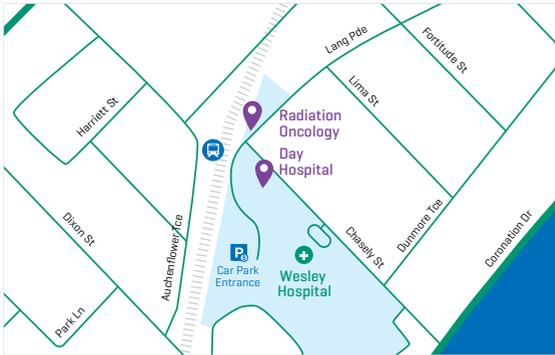 Lang Pde
Fortitude St
Lima St
Harriett St
Radiation
Oncology
Day
Hospital
Dixon St
Auchenflower Tce
Chasely St
Dunmore Tce
Coronation Dr
P
Car Park
Entrance
Wesley
Hospital
Park Ln